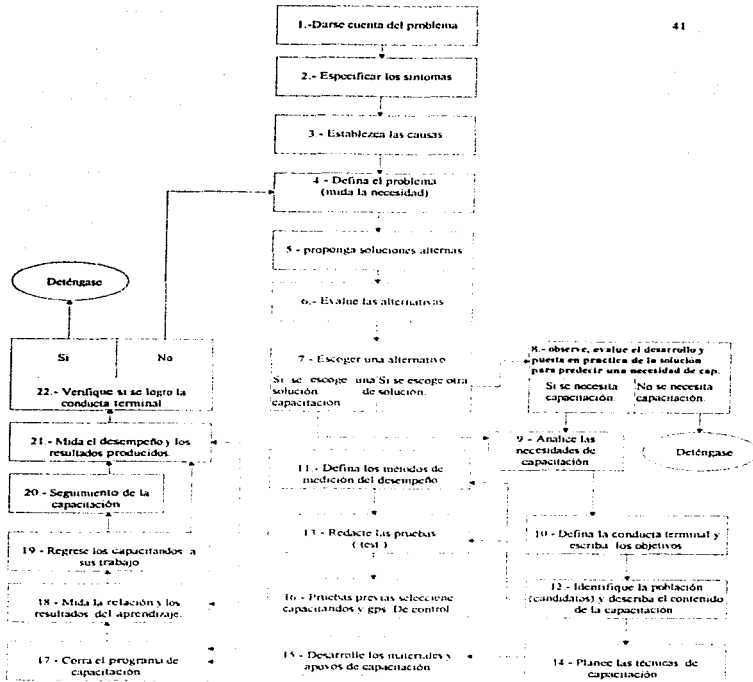 41
1.-Darse cuenta del problema
2.- Especificar los sintomas
3 - Establezca las causas
4 - Defina el problema
(mida la necesidad)
5 - proponga soluciones alternas
6.- Evalue las alternativas
7 - Escoger una alternativo
Si se escoge una
solución
capacitación
Si se escoge otra
de solución.
8.- observe, evalue el desarrollo y
puesta en practica de la solución
para predecir una necesidad de cap.
Si se necesita
capacitación.
No se necesita
capacitación.
Deténgase
9 - Analice las
necesidades de
capacitación
10 - Defina la conducta terminal y
escriba los objetivos
11.- Defina los métodos de
medición del desempeño
12.- Identifique la población
(candidatos) y describa el contenido
de la capacitación
13 - Redacte las pruebas
( test )
14 - Planee las técnicas de
capacitación
15 - Desarrolle los materiales y
apoyos de capacitación
16 - Pruebas previas seleccione
capacitandos y gps. De control
17 - Corra el programa de
capacitación
18 - Mida la relación y los
resultados del aprendizaje.
19 - Regrese los capacitandos a
sus trabajo
20.- Seguimiento de la
capacitación
21.- Mida el desempeño y los
resultados producidos.
22.- Verifique si se logro la
conducta terminal
Si
No
Deténgase